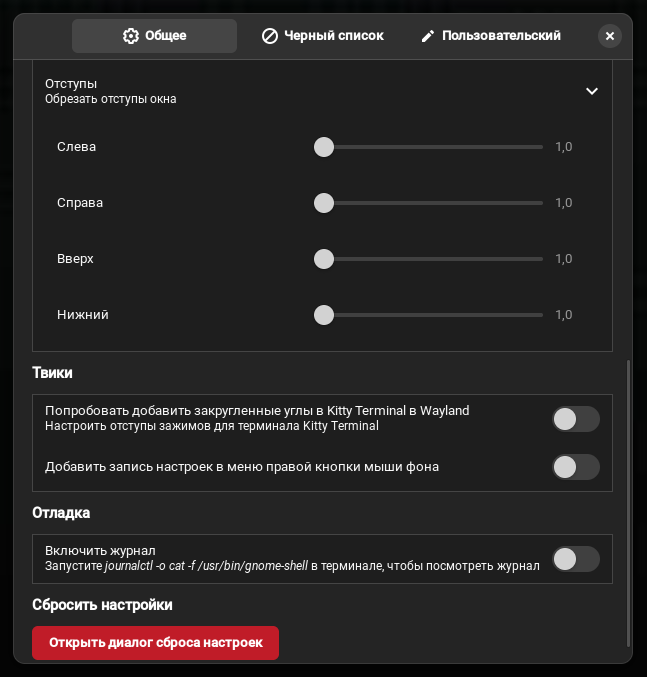 Общее
Черный список
Пользовательский
Отступы
Обрезать отступы окна
Слева
1,0
Справа
1,0
Вверх
1,0
Нижний
1,0
Твики
Попробовать добавить закругленные углы в Kitty Terminal в Wayland
Настроить отступы зажимов для терминала Kitty Terminal
Добавить запись настроек в меню правой кнопки мыши фона
Отладка
Включить журнал
Запустите journalctl -o cat -f /usr/bin/gnome-shell в терминале, чтобы посмотреть журнал
Сбросить настройки
Открыть диалог сброса настроек